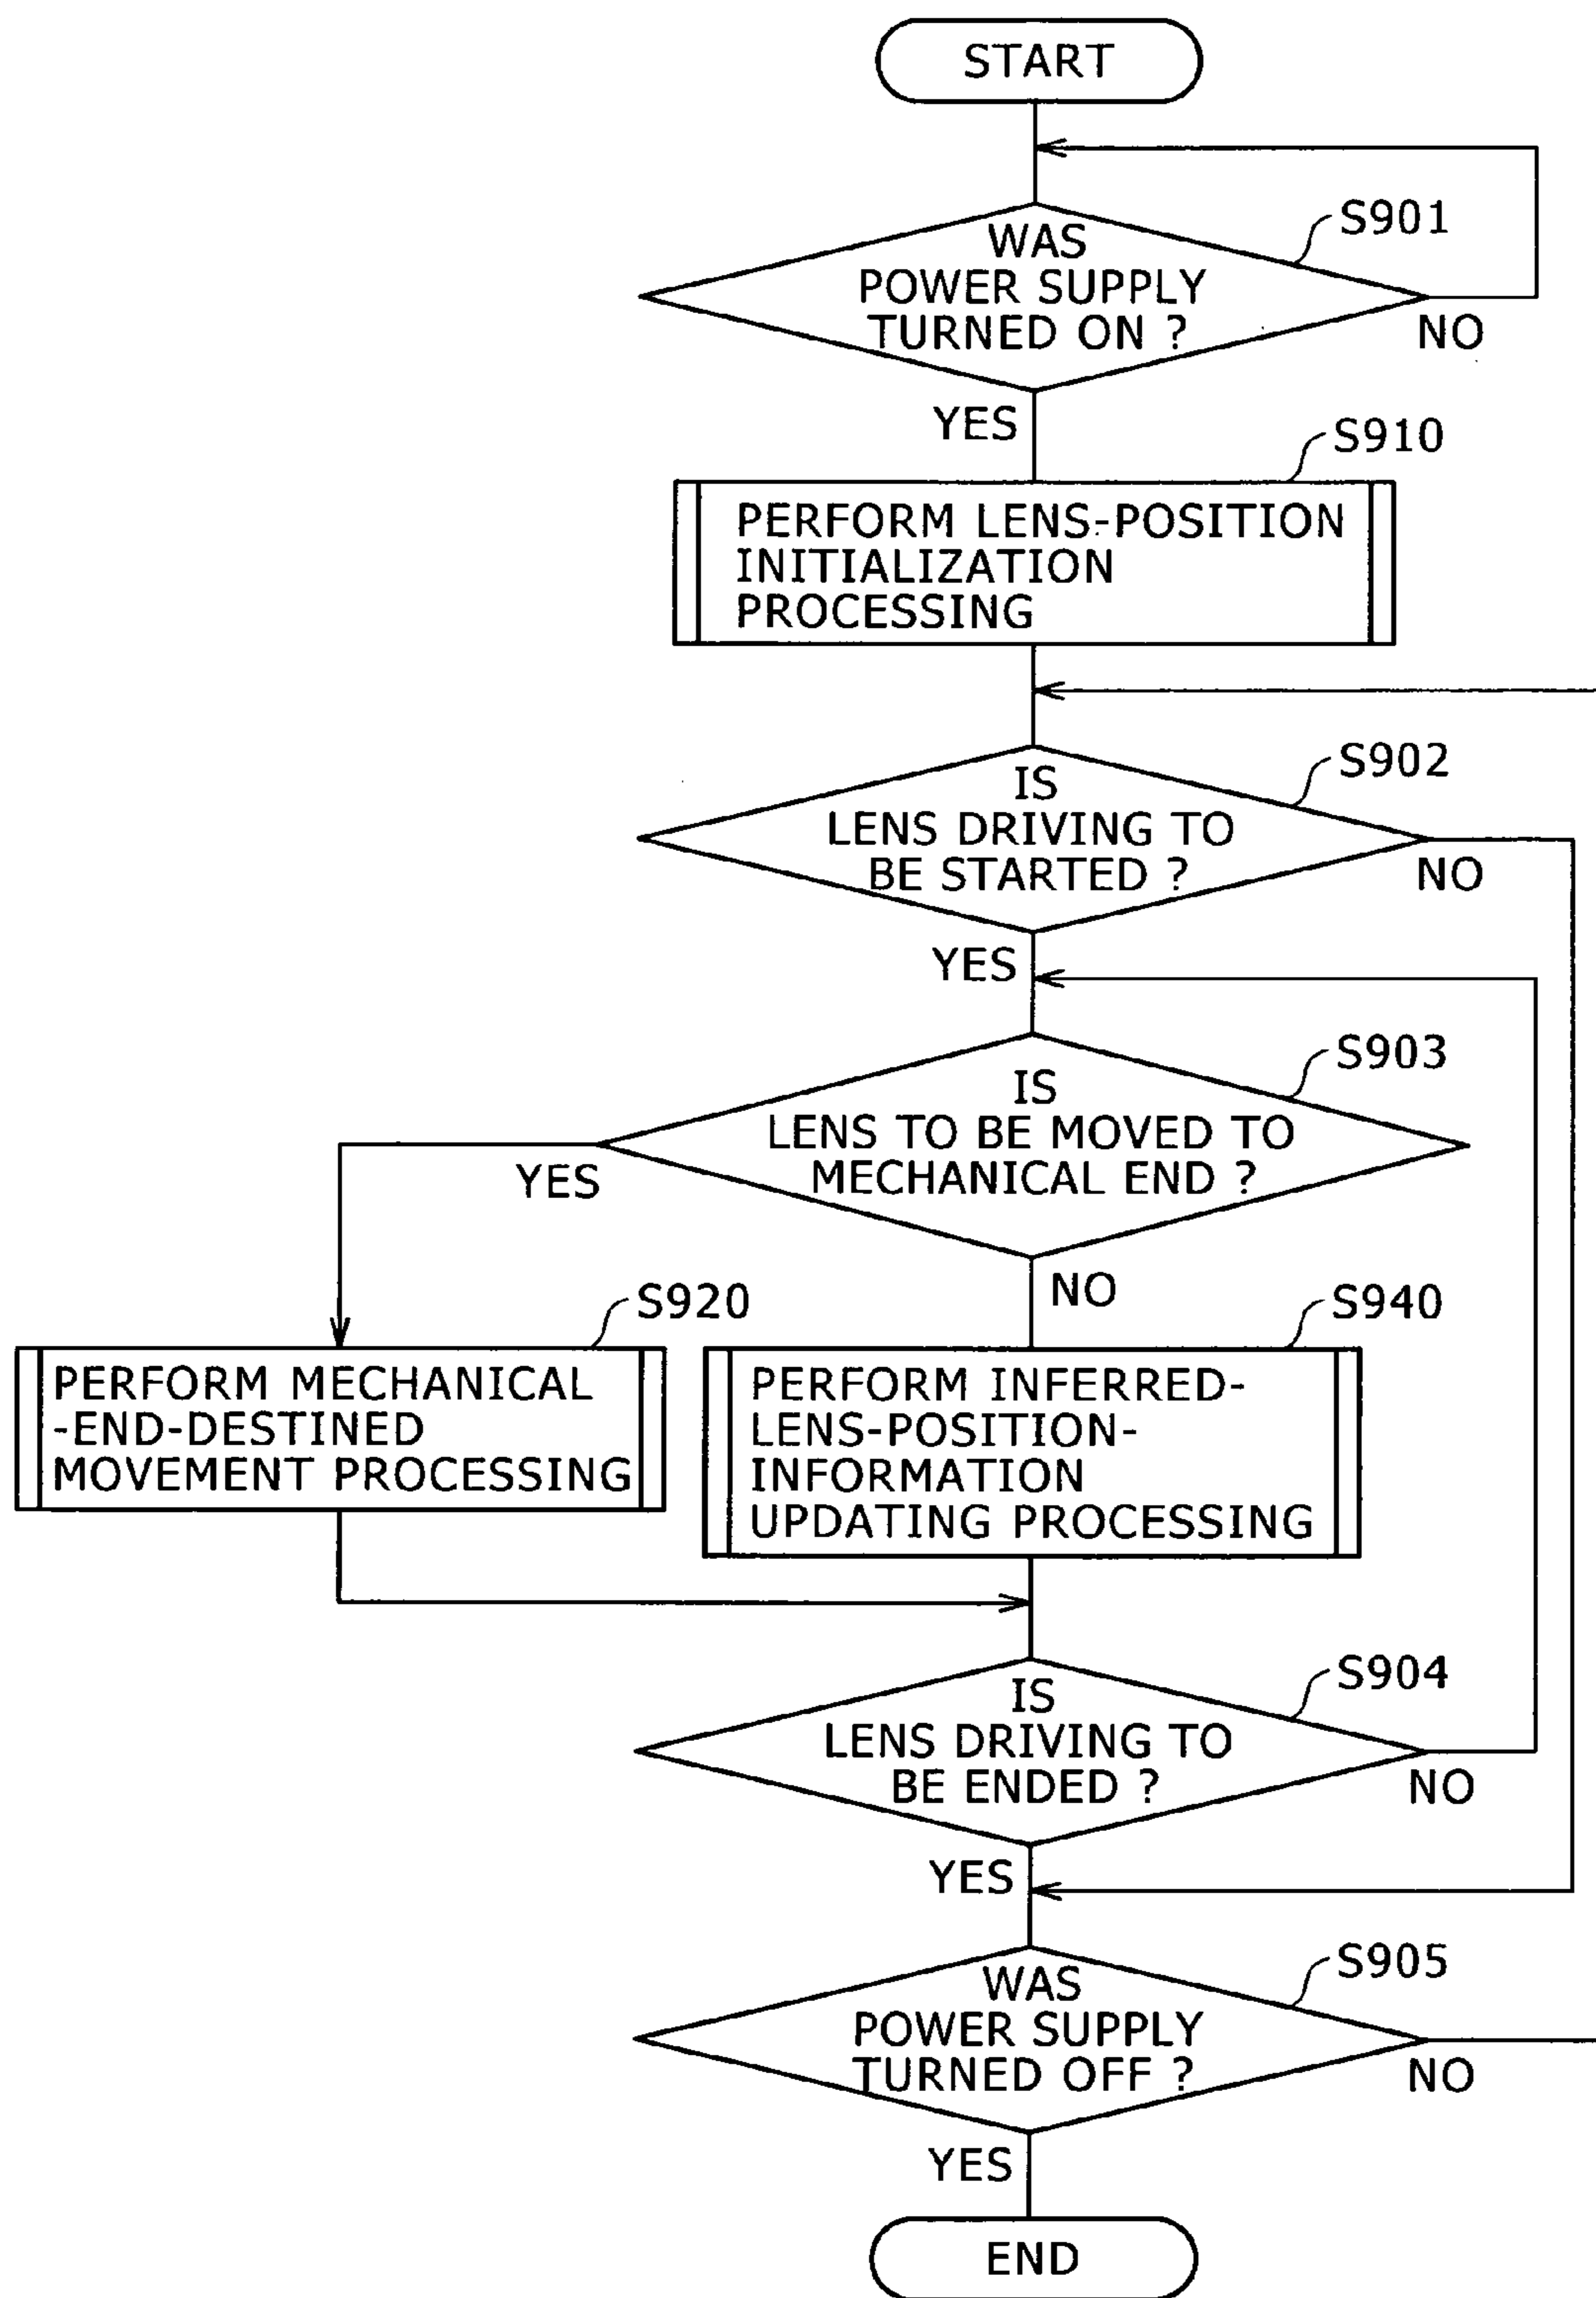 START
S901
WAS
POWER SUPPLY
TURNED ON ?
NO
YES
S910
PERFORM LENS-POSITION
INITIALIZATION
PROCESSING
S902
IS
LENS DRIVING TO
BE STARTED ?
NO
YES
S903
IS
LENS TO BE MOVED TO
MECHANICAL END ?
YES
NO
S920
PERFORM MECHANICAL
-END-DESTINED
MOVEMENT PROCESSING
S940
PERFORM INFERRED-
LENS-POSITION-
INFORMATION
UPDATING PROCESSING
S904
IS
LENS DRIVING TO
BE ENDED ?
NO
YES
S905
WAS
POWER SUPPLY
TURNED OFF ?
NO
YES
END